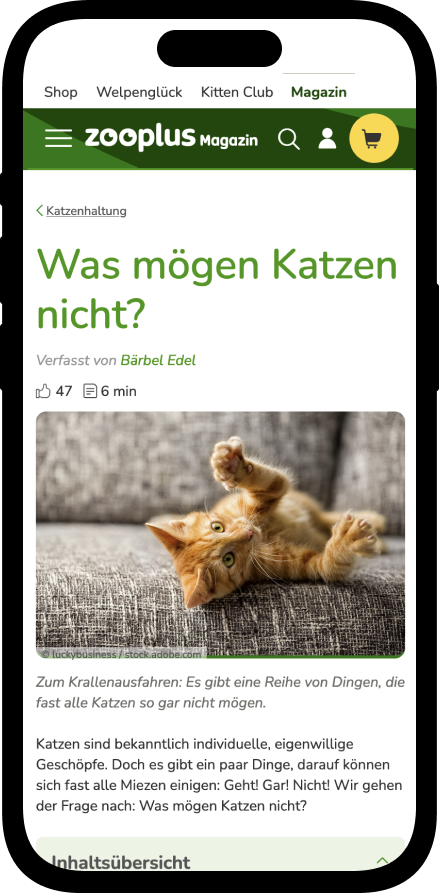 Shop Welpenglück Kitten Club Magazin
zooplus Magazin
Katzenhaltung
Was mögen Katzen
nicht?
Verfasst von Bärbel Edel
47 6 min
© luckybusiness / stock.adobe.com
Zum Krallenausfahren: Es gibt eine Reihe von Dingen, die
fast alle Katzen so gar nicht mögen.
Katzen sind bekanntlich individuelle, eigenwillige
Geschöpfe. Doch es gibt ein paar Dinge, darauf können
sich fast alle Miezen einigen: Geht! Gar! Nicht! Wir gehen
der Frage nach: Was mögen Katzen nicht?
Inhaltsübersicht